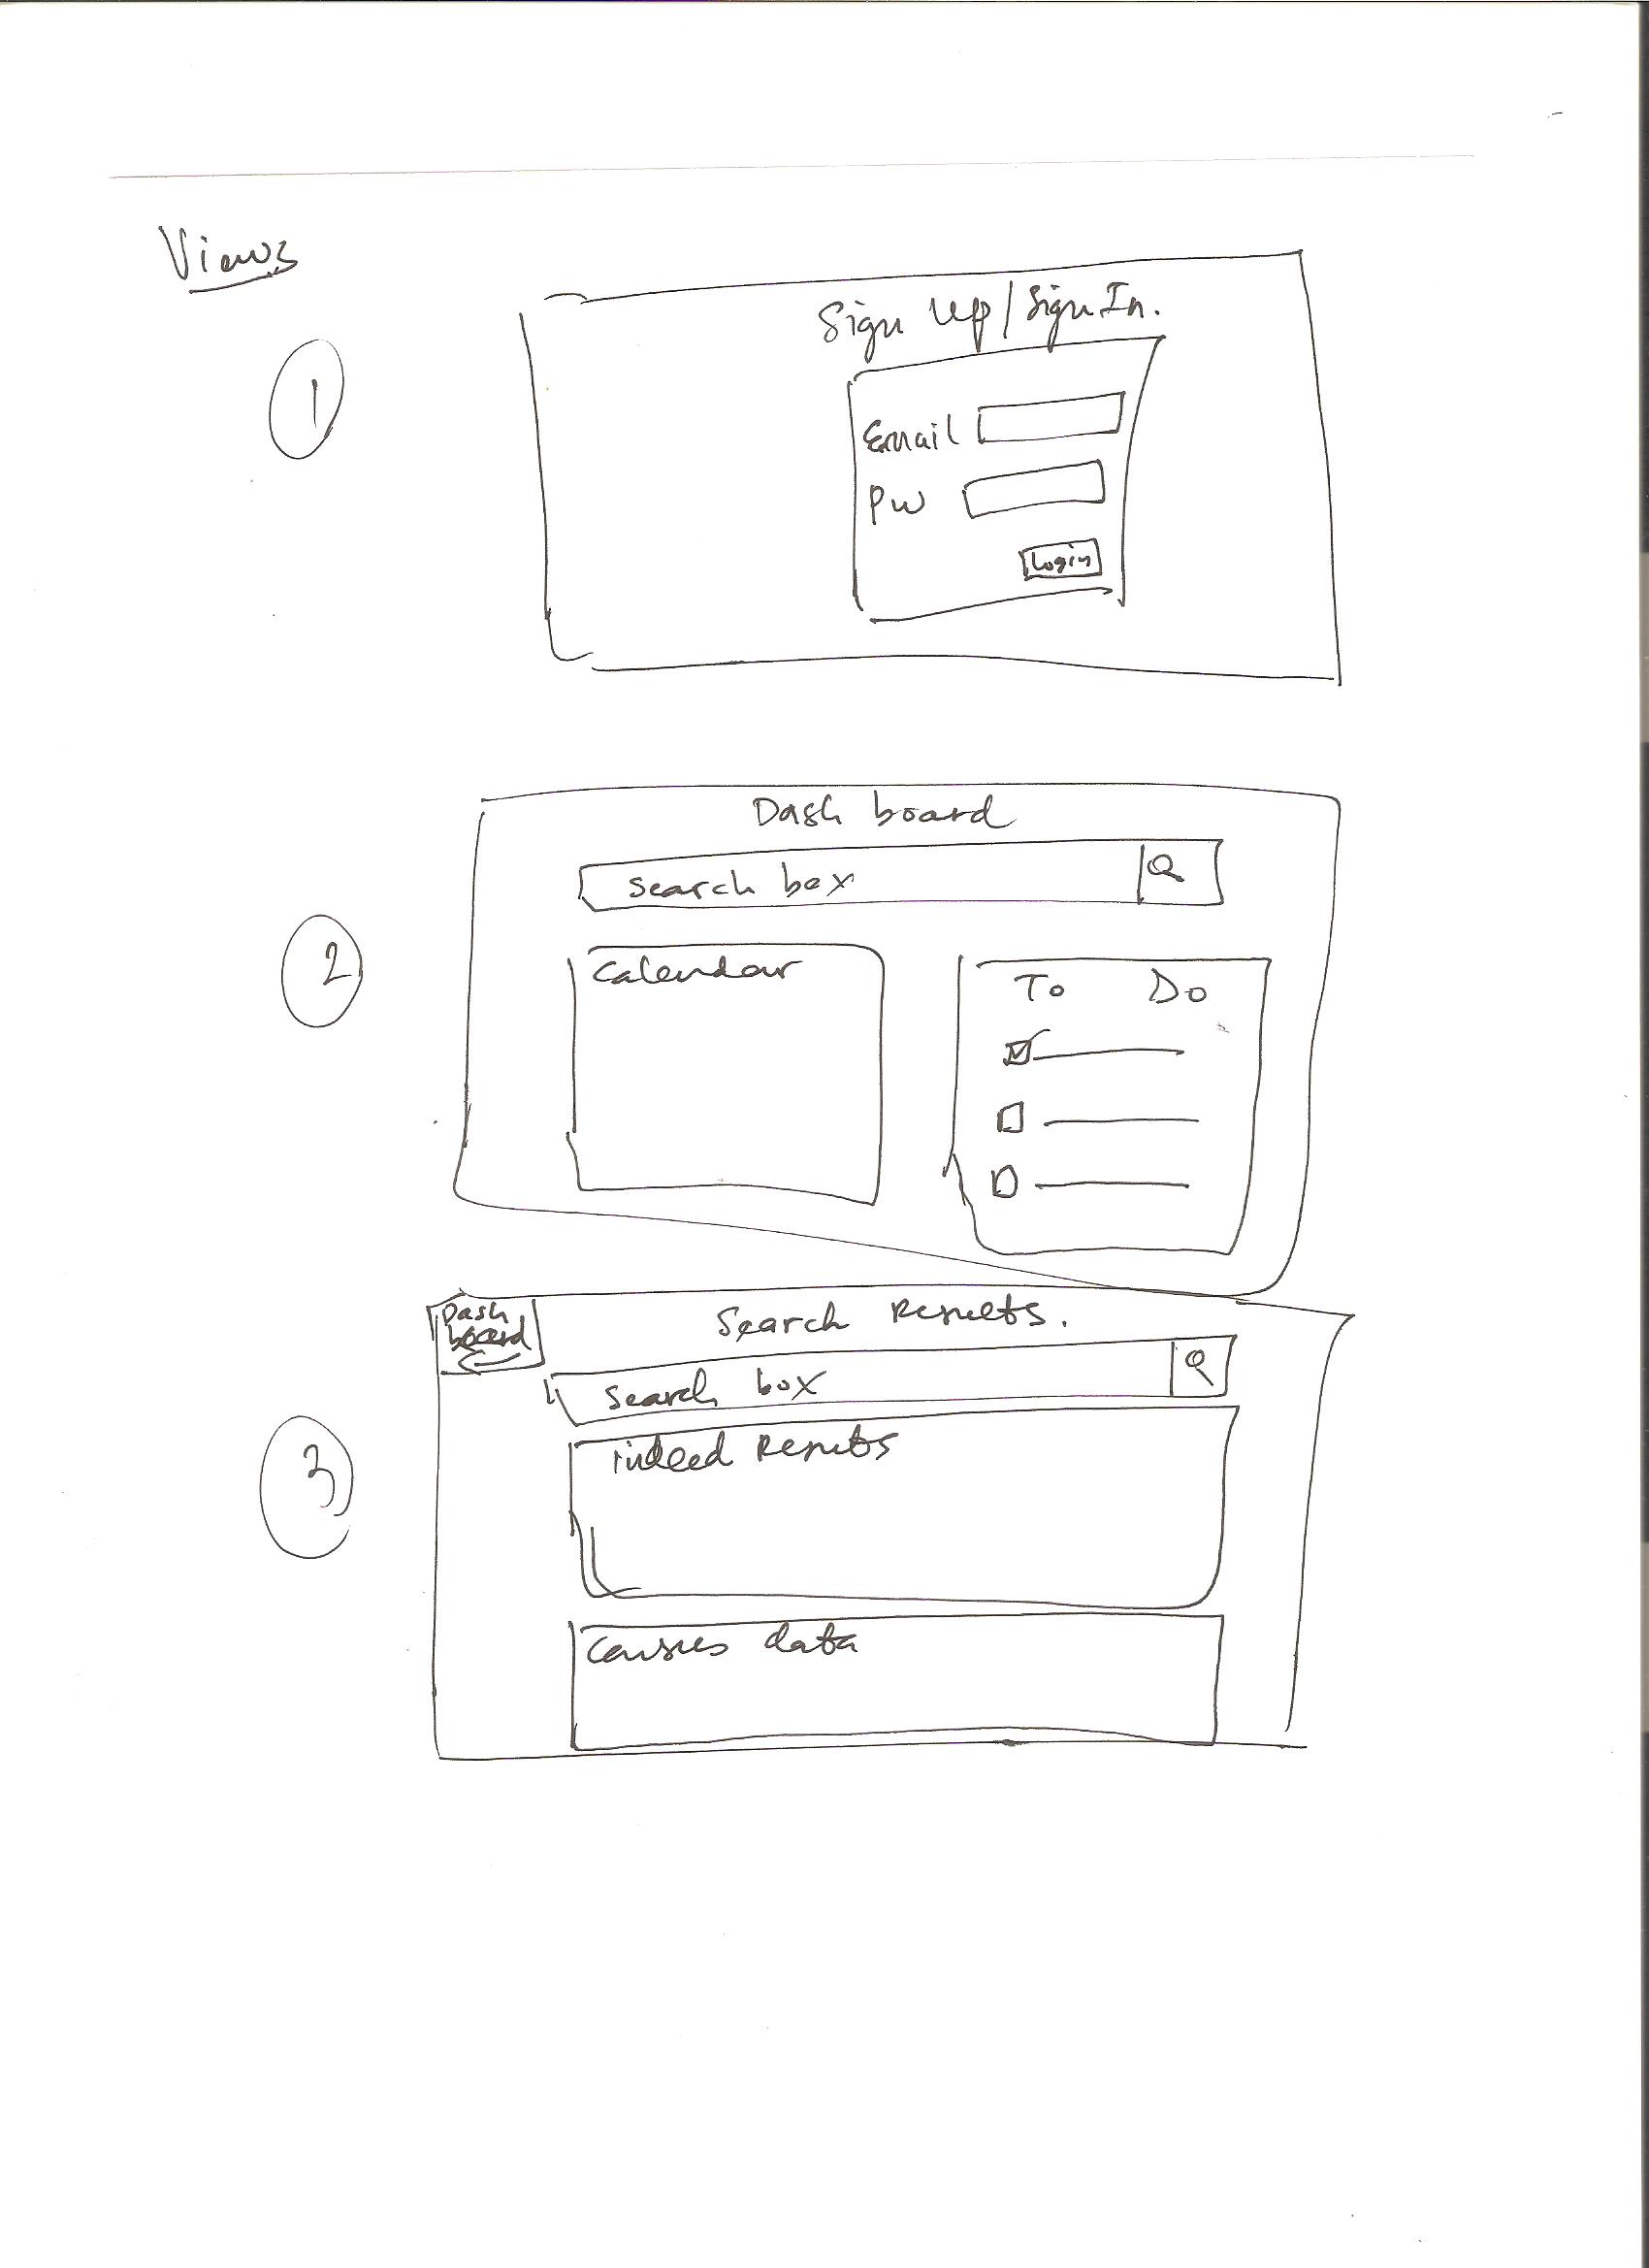 Views
1
Sign Up/Sign In.
Email
PW
Login
2
Dash board
Search box
Calendar
To Do
3
Dash
board
Search Results.
Search box
indeed Results
Census data